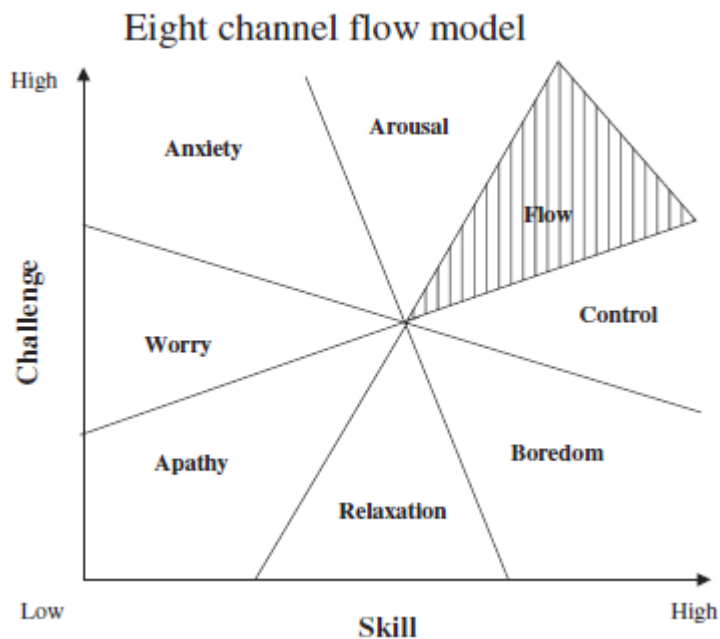 Eight channel flow model
High
Arousal
Anxiety
Flow
Control
Challenge
Worry
Boredom
Apathy
Relaxation
Low
High
Skill